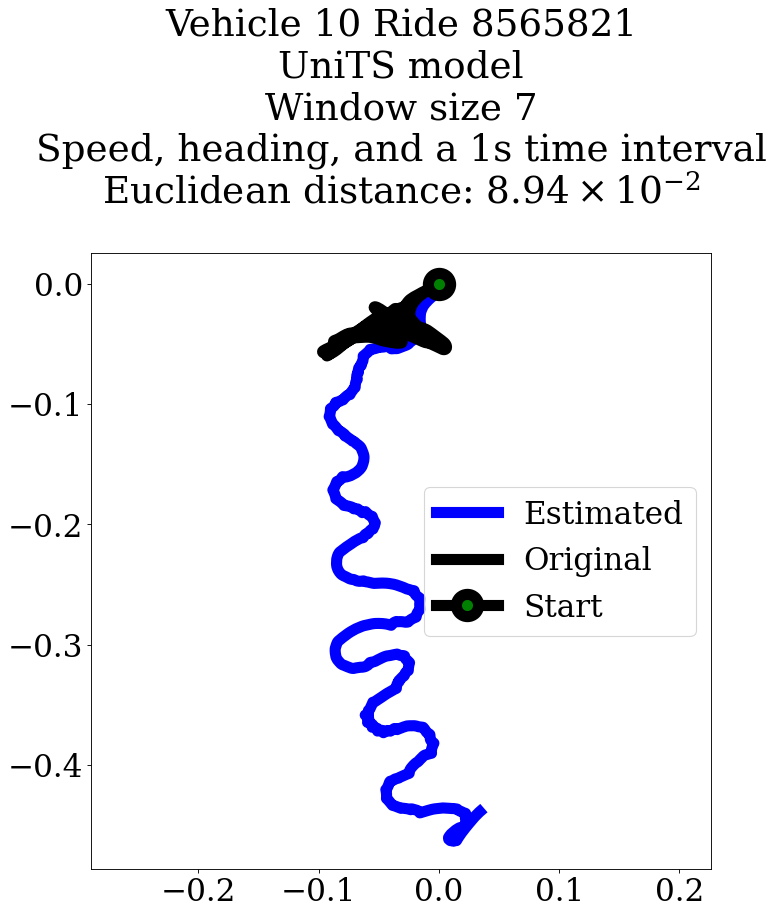 Vehicle 10 Ride 8565821
UniTS model
Window size 7
Speed, heading, and a 1s time interval
Euclidean distance: 8.94 × 10⁻²
0.0
−0.1
−0.2
−0.3
−0.4
Estimated
Original
Start
−0.2 −0.1 0.0 0.1 0.2